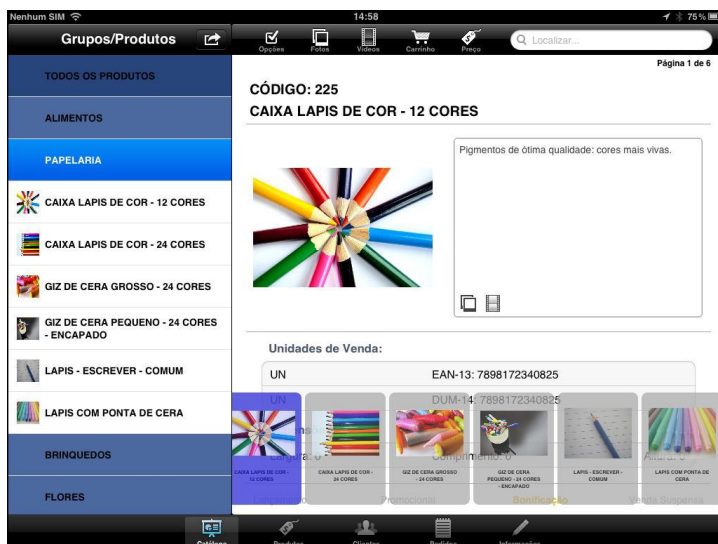 Nenhum SIM
14:58
75%
Grupos/Produtos
Opções
Fotos
Vídeos
Carrinho
Preço
Localizar...
Página 1 de 6
TODOS OS PRODUTOS
ALIMENTOS
PAPELARIA
CAIXA LAPIS DE COR - 12 CORES
CAIXA LAPIS DE COR - 24 CORES
GIZ DE CERA GROSSO - 24 CORES
GIZ DE CERA PEQUENO - 24 CORES
- ENCAPADO
LAPIS - ESCREVER - COMUM
LAPIS COM PONTA DE CERA
BRINQUEDOS
FLORES
CÓDIGO: 225
CAIXA LAPIS DE COR - 12 CORES
Pigmentos de ótima qualidade: cores mais vivas.
Unidades de Venda:
UN
EAN-13: 7898172340825
UN
DUM-14: 7898172340825
Largura: 0
Comprimento: 0
CAIXA LAPIS DE COR -
12 CORES
CAIXA LAPIS DE COR -
24 CORES
GIZ DE CERA GROSSO
- 24 CORES
GIZ DE CERA
PEQUENO - 24 CORES
- ENCAPADO
LAPIS - ESCREVER -
COMUM
LAPIS COM PONTA DE
CERA
Lançamento
Promocional
Bonificação
Venda Suspensa
Catálogo
Produtos
Clientes
Pedidos
Informações